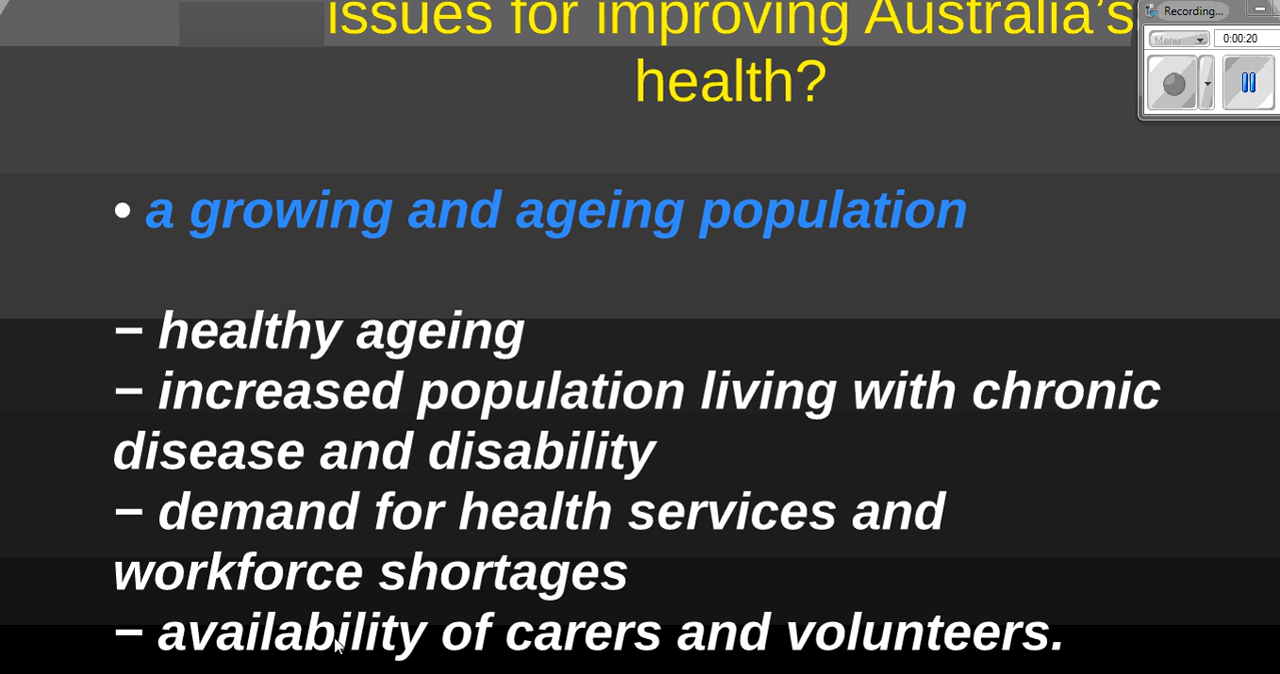 issues for improving Australia's
health?
• a growing and ageing population
– healthy ageing
– increased population living with chronic
disease and disability
– demand for health services and
workforce shortages
– availability of carers and volunteers.
Recording...
Menu
0:00:20